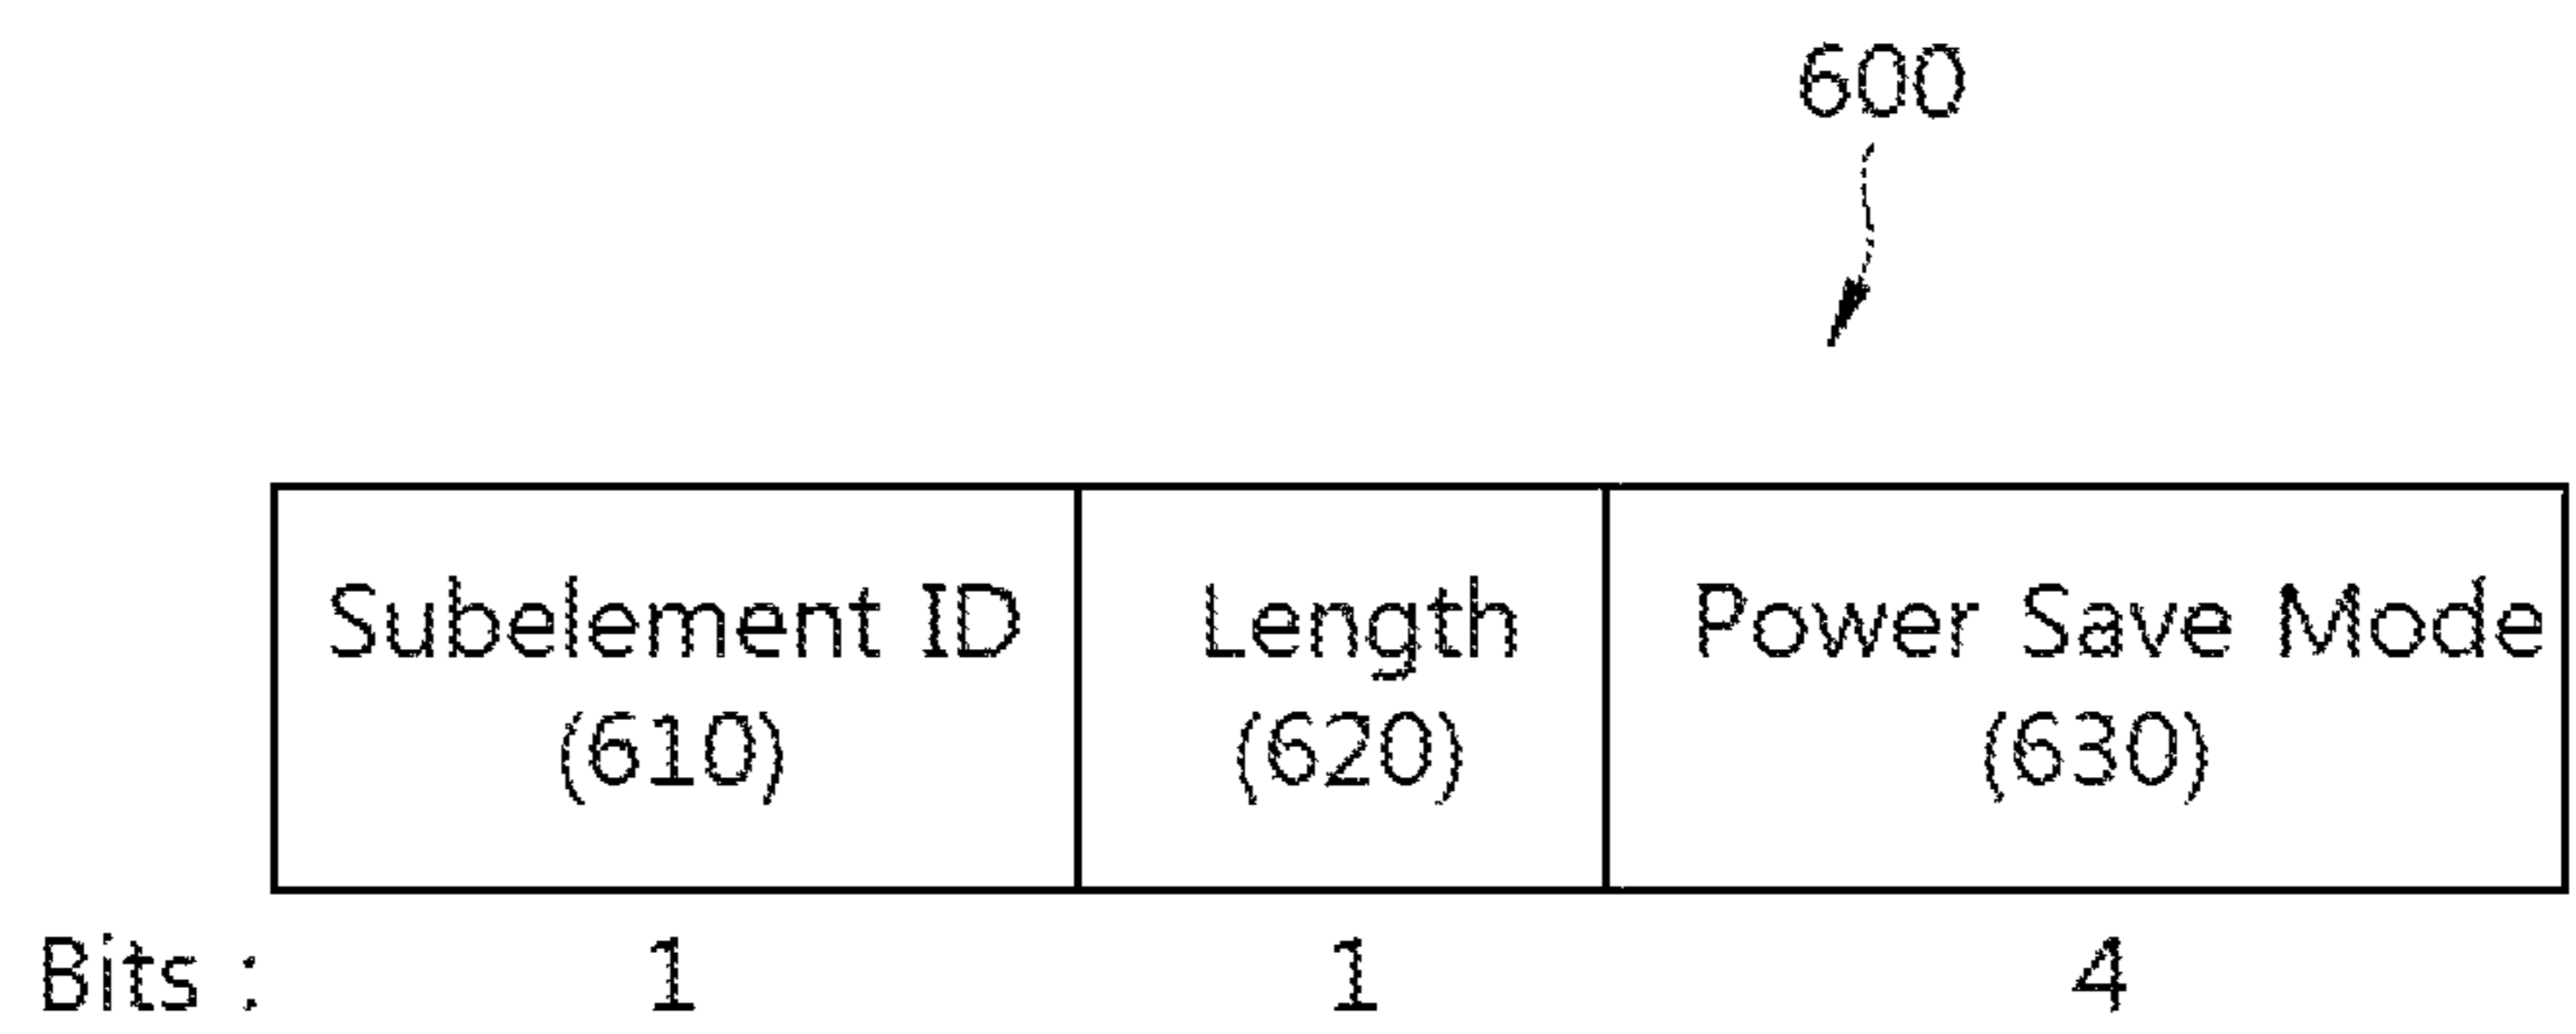 600
Subelement ID Length Power Save Mode
(610) (620) (630)
Bits : 1 1 4